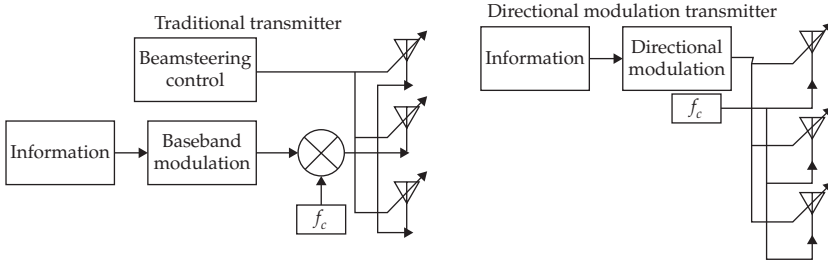 Traditional transmitter
Beamsteering
control
Information
Baseband
modulation
f_c
Directional modulation transmitter
Information
Directional
modulation
f_c